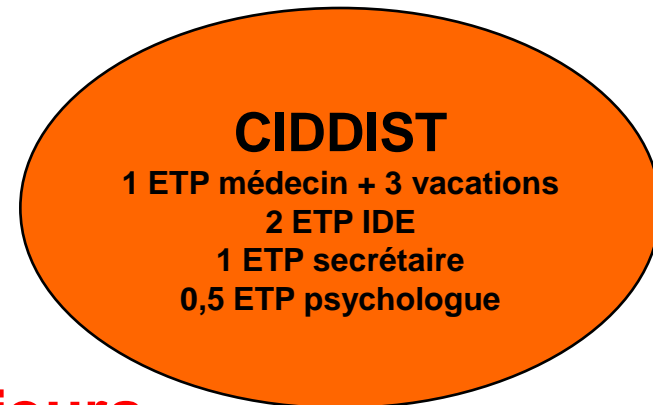 CIDDIST
1 ETP médecin + 3 vacations
2 ETP IDE
1 ETP secrétaire
0,5 ETP psychologue